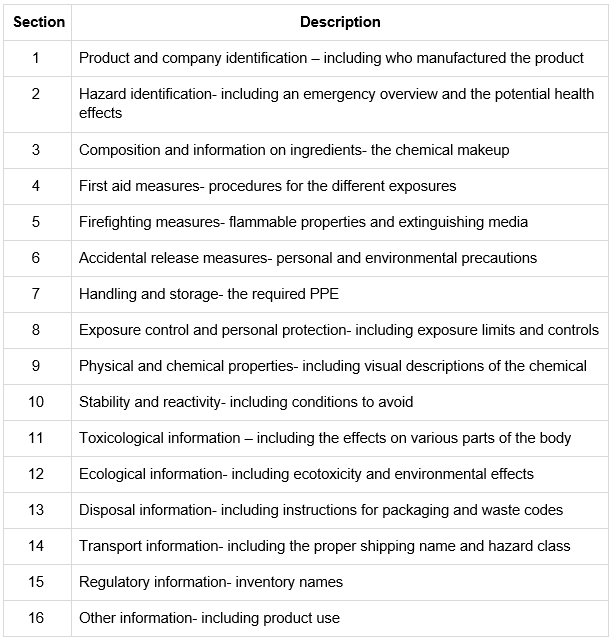 Section Description
1 Product and company identification – including who manufactured the product
2 Hazard identification- including an emergency overview and the potential health
effects
3 Composition and information on ingredients- the chemical makeup
4 First aid measures- procedures for the different exposures
5 Firefighting measures- flammable properties and extinguishing media
6 Accidental release measures- personal and environmental precautions
7 Handling and storage- the required PPE
8 Exposure control and personal protection- including exposure limits and controls
9 Physical and chemical properties- including visual descriptions of the chemical
10 Stability and reactivity- including conditions to avoid
11 Toxicological information – including the effects on various parts of the body
12 Ecological information- including ecotoxicity and environmental effects
13 Disposal information- including instructions for packaging and waste codes
14 Transport information- including the proper shipping name and hazard class
15 Regulatory information- inventory names
16 Other information- including product use